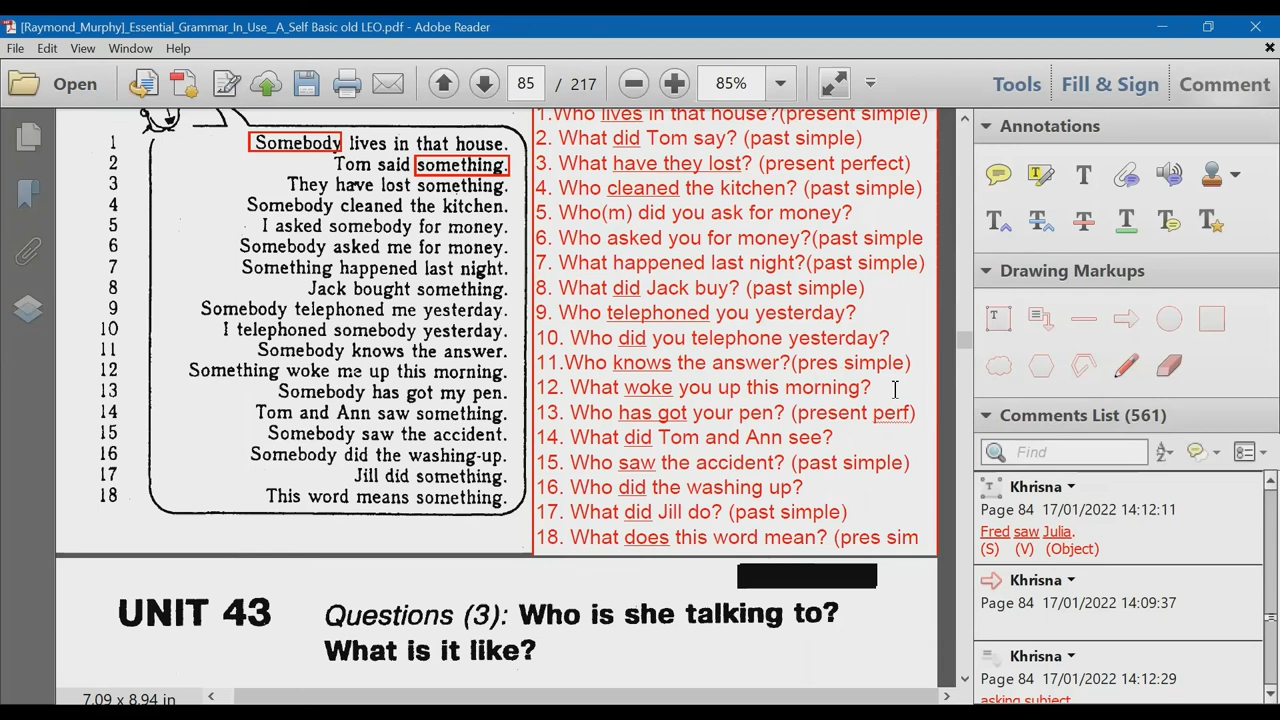 [Raymond_Murphy]_Essential_Grammar_In_Use__A_Self Basic old LEO.pdf - Adobe Reader
File Edit View Window Help
Open 85 / 217 85% Tools Fill & Sign Comment
1 Somebody lives in that house.
2 Tom said something.
3 They have lost something.
4 Somebody cleaned the kitchen.
5 I asked somebody for money.
6 Somebody asked me for money.
7 Something happened last night.
8 Jack bought something.
9 Somebody telephoned me yesterday.
10 I telephoned somebody yesterday.
11 Somebody knows the answer.
12 Something woke me up this morning.
13 Somebody has got my pen.
14 Tom and Ann saw something.
15 Somebody saw the accident.
16 Somebody did the washing-up.
17 Jill did something.
18 This word means something.
1.Who lives in that house?(present simple)
2. What did Tom say? (past simple)
3. What have they lost? (present perfect)
4. Who cleaned the kitchen? (past simple)
5. Who(m) did you ask for money?
6. Who asked you for money?(past simple
7. What happened last night?(past simple)
8. What did Jack buy? (past simple)
9. Who telephoned you yesterday?
10. Who did you telephone yesterday?
11.Who knows the answer?(pres simple)
12. What woke you up this morning?
13. Who has got your pen? (present perf)
14. What did Tom and Ann see?
15. Who saw the accident? (past simple)
16. Who did the washing up?
17. What did Jill do? (past simple)
18. What does this word mean? (pres sim
UNIT 43 Questions (3): Who is she talking to?
What is it like?
7.09 x 8.94 in
Annotations
Drawing Markups
Comments List (561)
Find
Khrisna
Page 84 17/01/2022 14:12:11
Fred saw Julia.
(S) (V) (Object)
Khrisna
Page 84 17/01/2022 14:09:37
Khrisna
Page 84 17/01/2022 14:12:29
asking subject